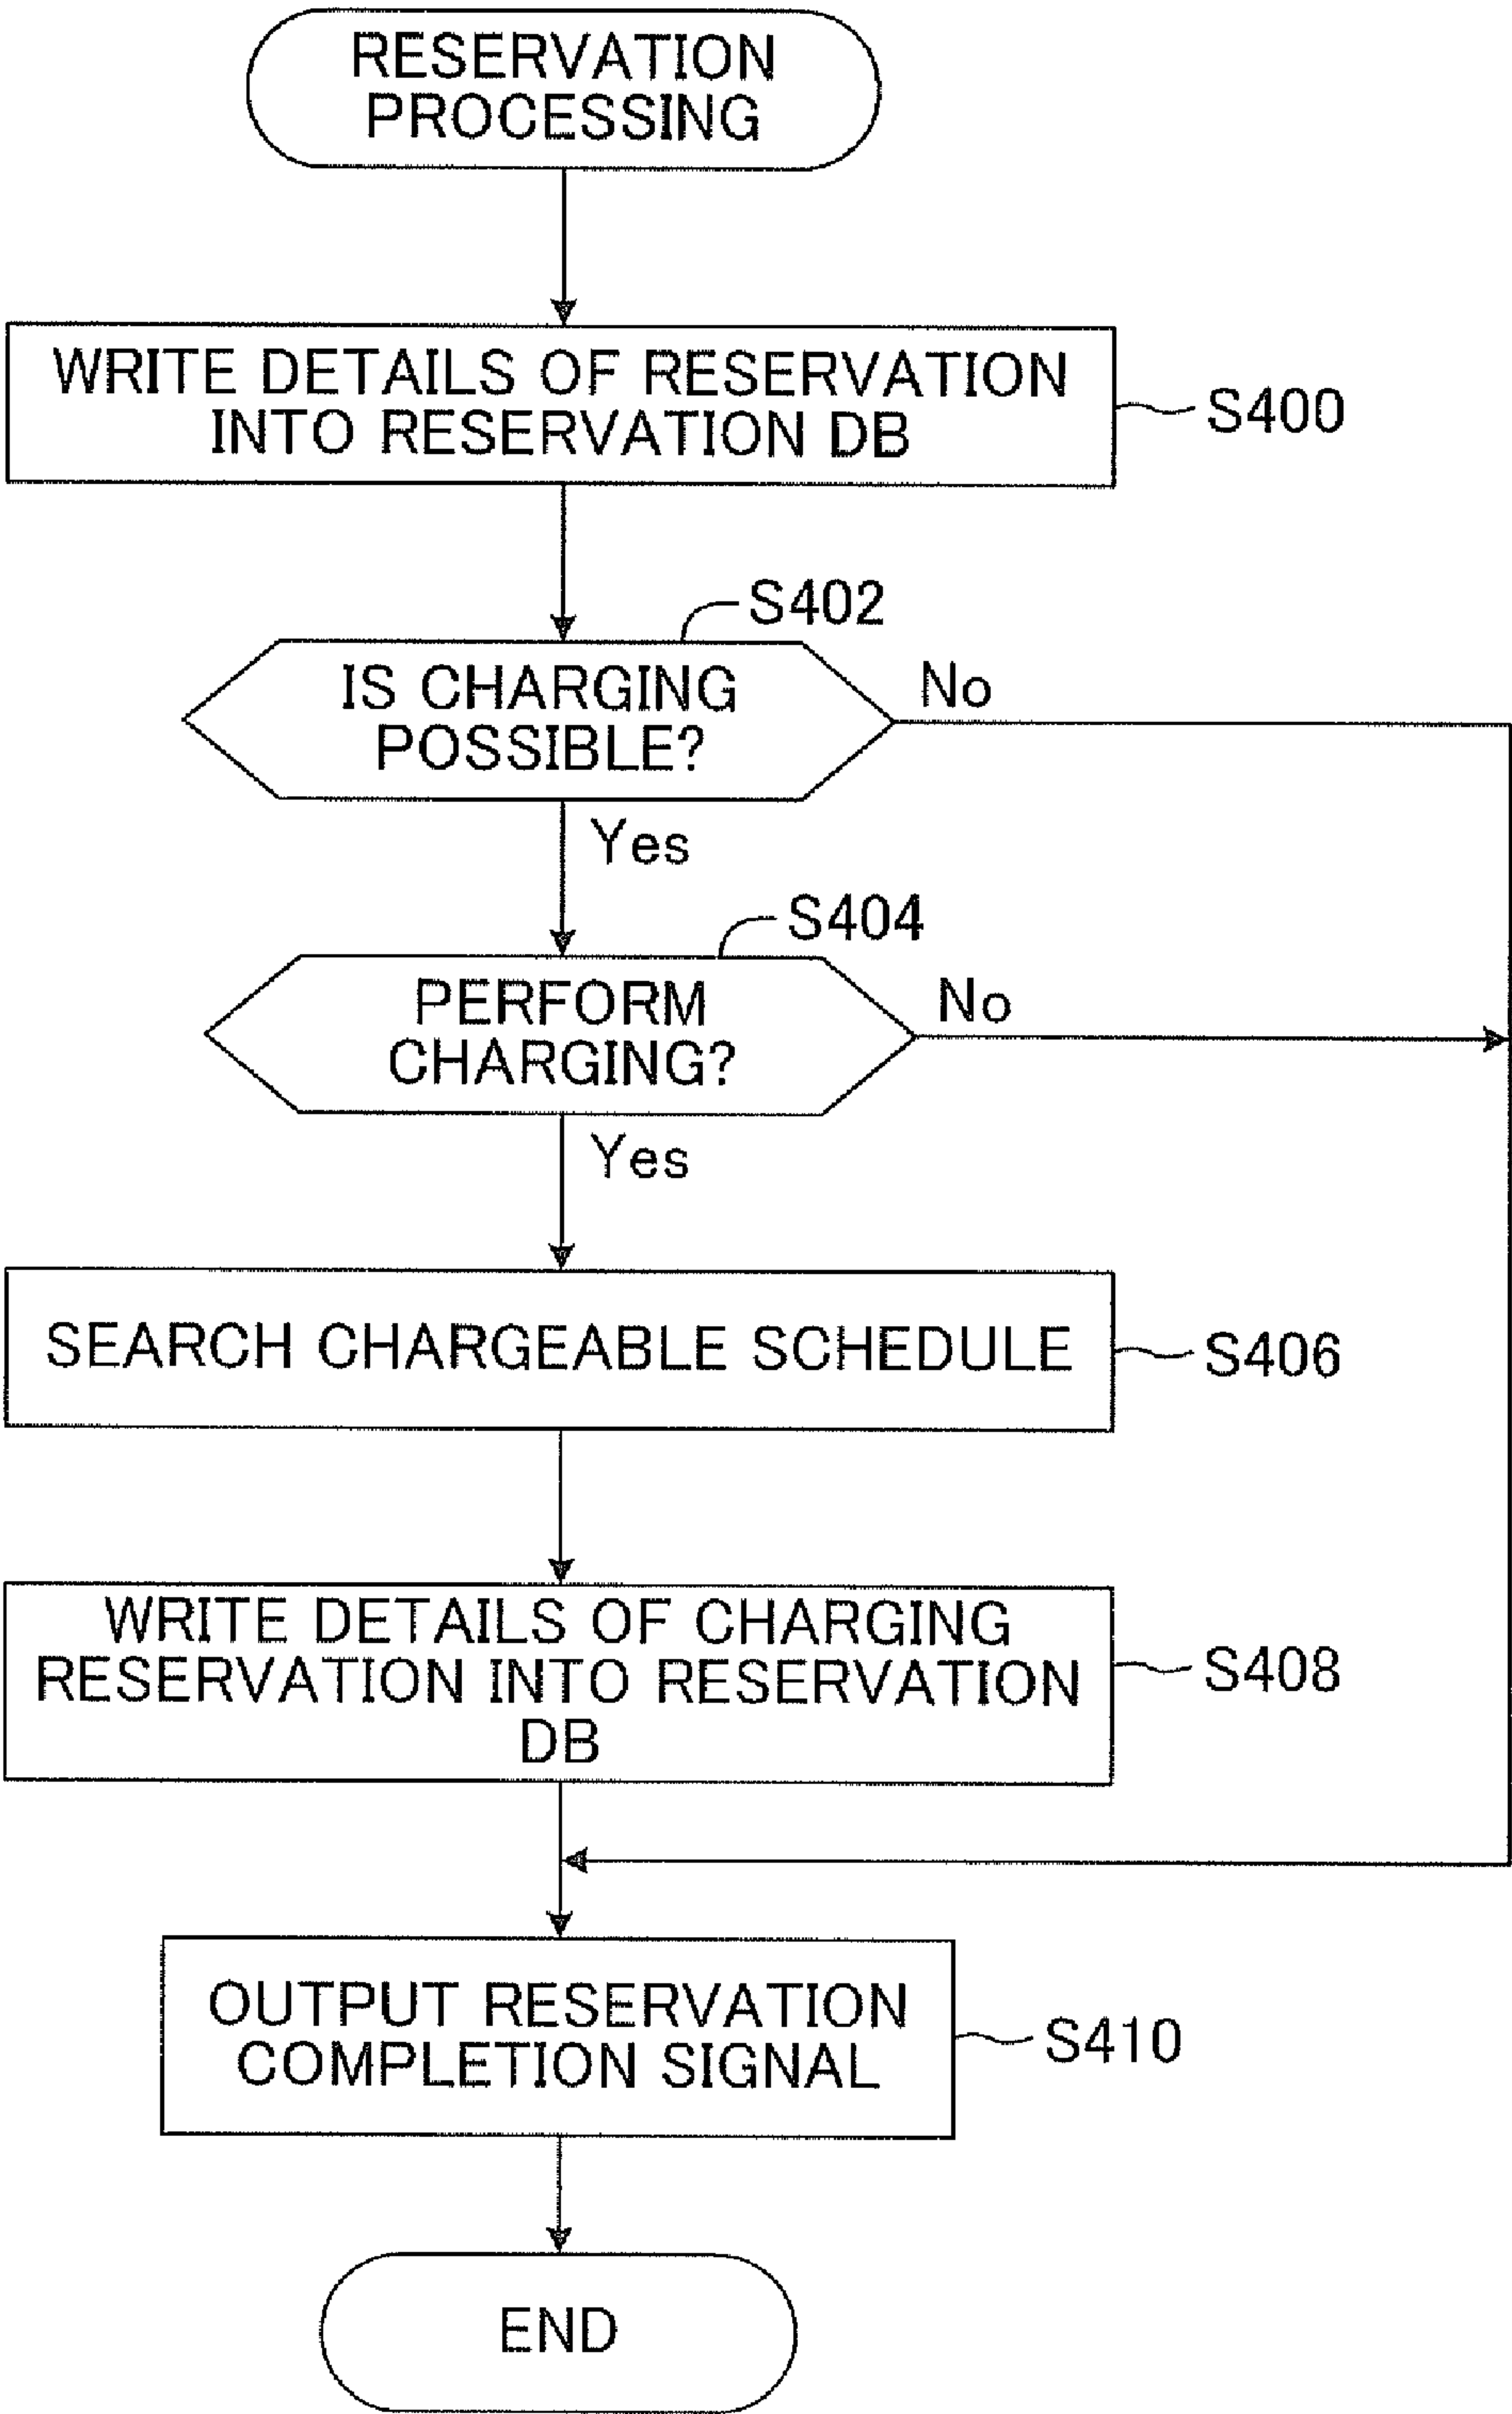 RESERVATION
PROCESSING
WRITE DETAILS OF RESERVATION
INTO RESERVATION DB
S400
S402
IS CHARGING
POSSIBLE?
No
Yes
S404
PERFORM
CHARGING?
No
Yes
SEARCH CHARGEABLE SCHEDULE
S406
WRITE DETAILS OF CHARGING
RESERVATION INTO RESERVATION
DB
S408
OUTPUT RESERVATION
COMPLETION SIGNAL
S410
END